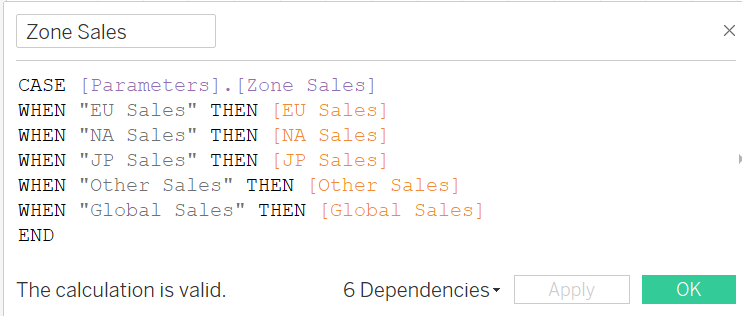 Zone Sales
CASE [Parameters].[Zone Sales]
WHEN "EU Sales" THEN [EU Sales]
WHEN "NA Sales" THEN [NA Sales]
WHEN "JP Sales" THEN [JP Sales]
WHEN "Other Sales" THEN [Other Sales]
WHEN "Global Sales" THEN [Global Sales]
END
The calculation is valid. 6 Dependencies Apply OK